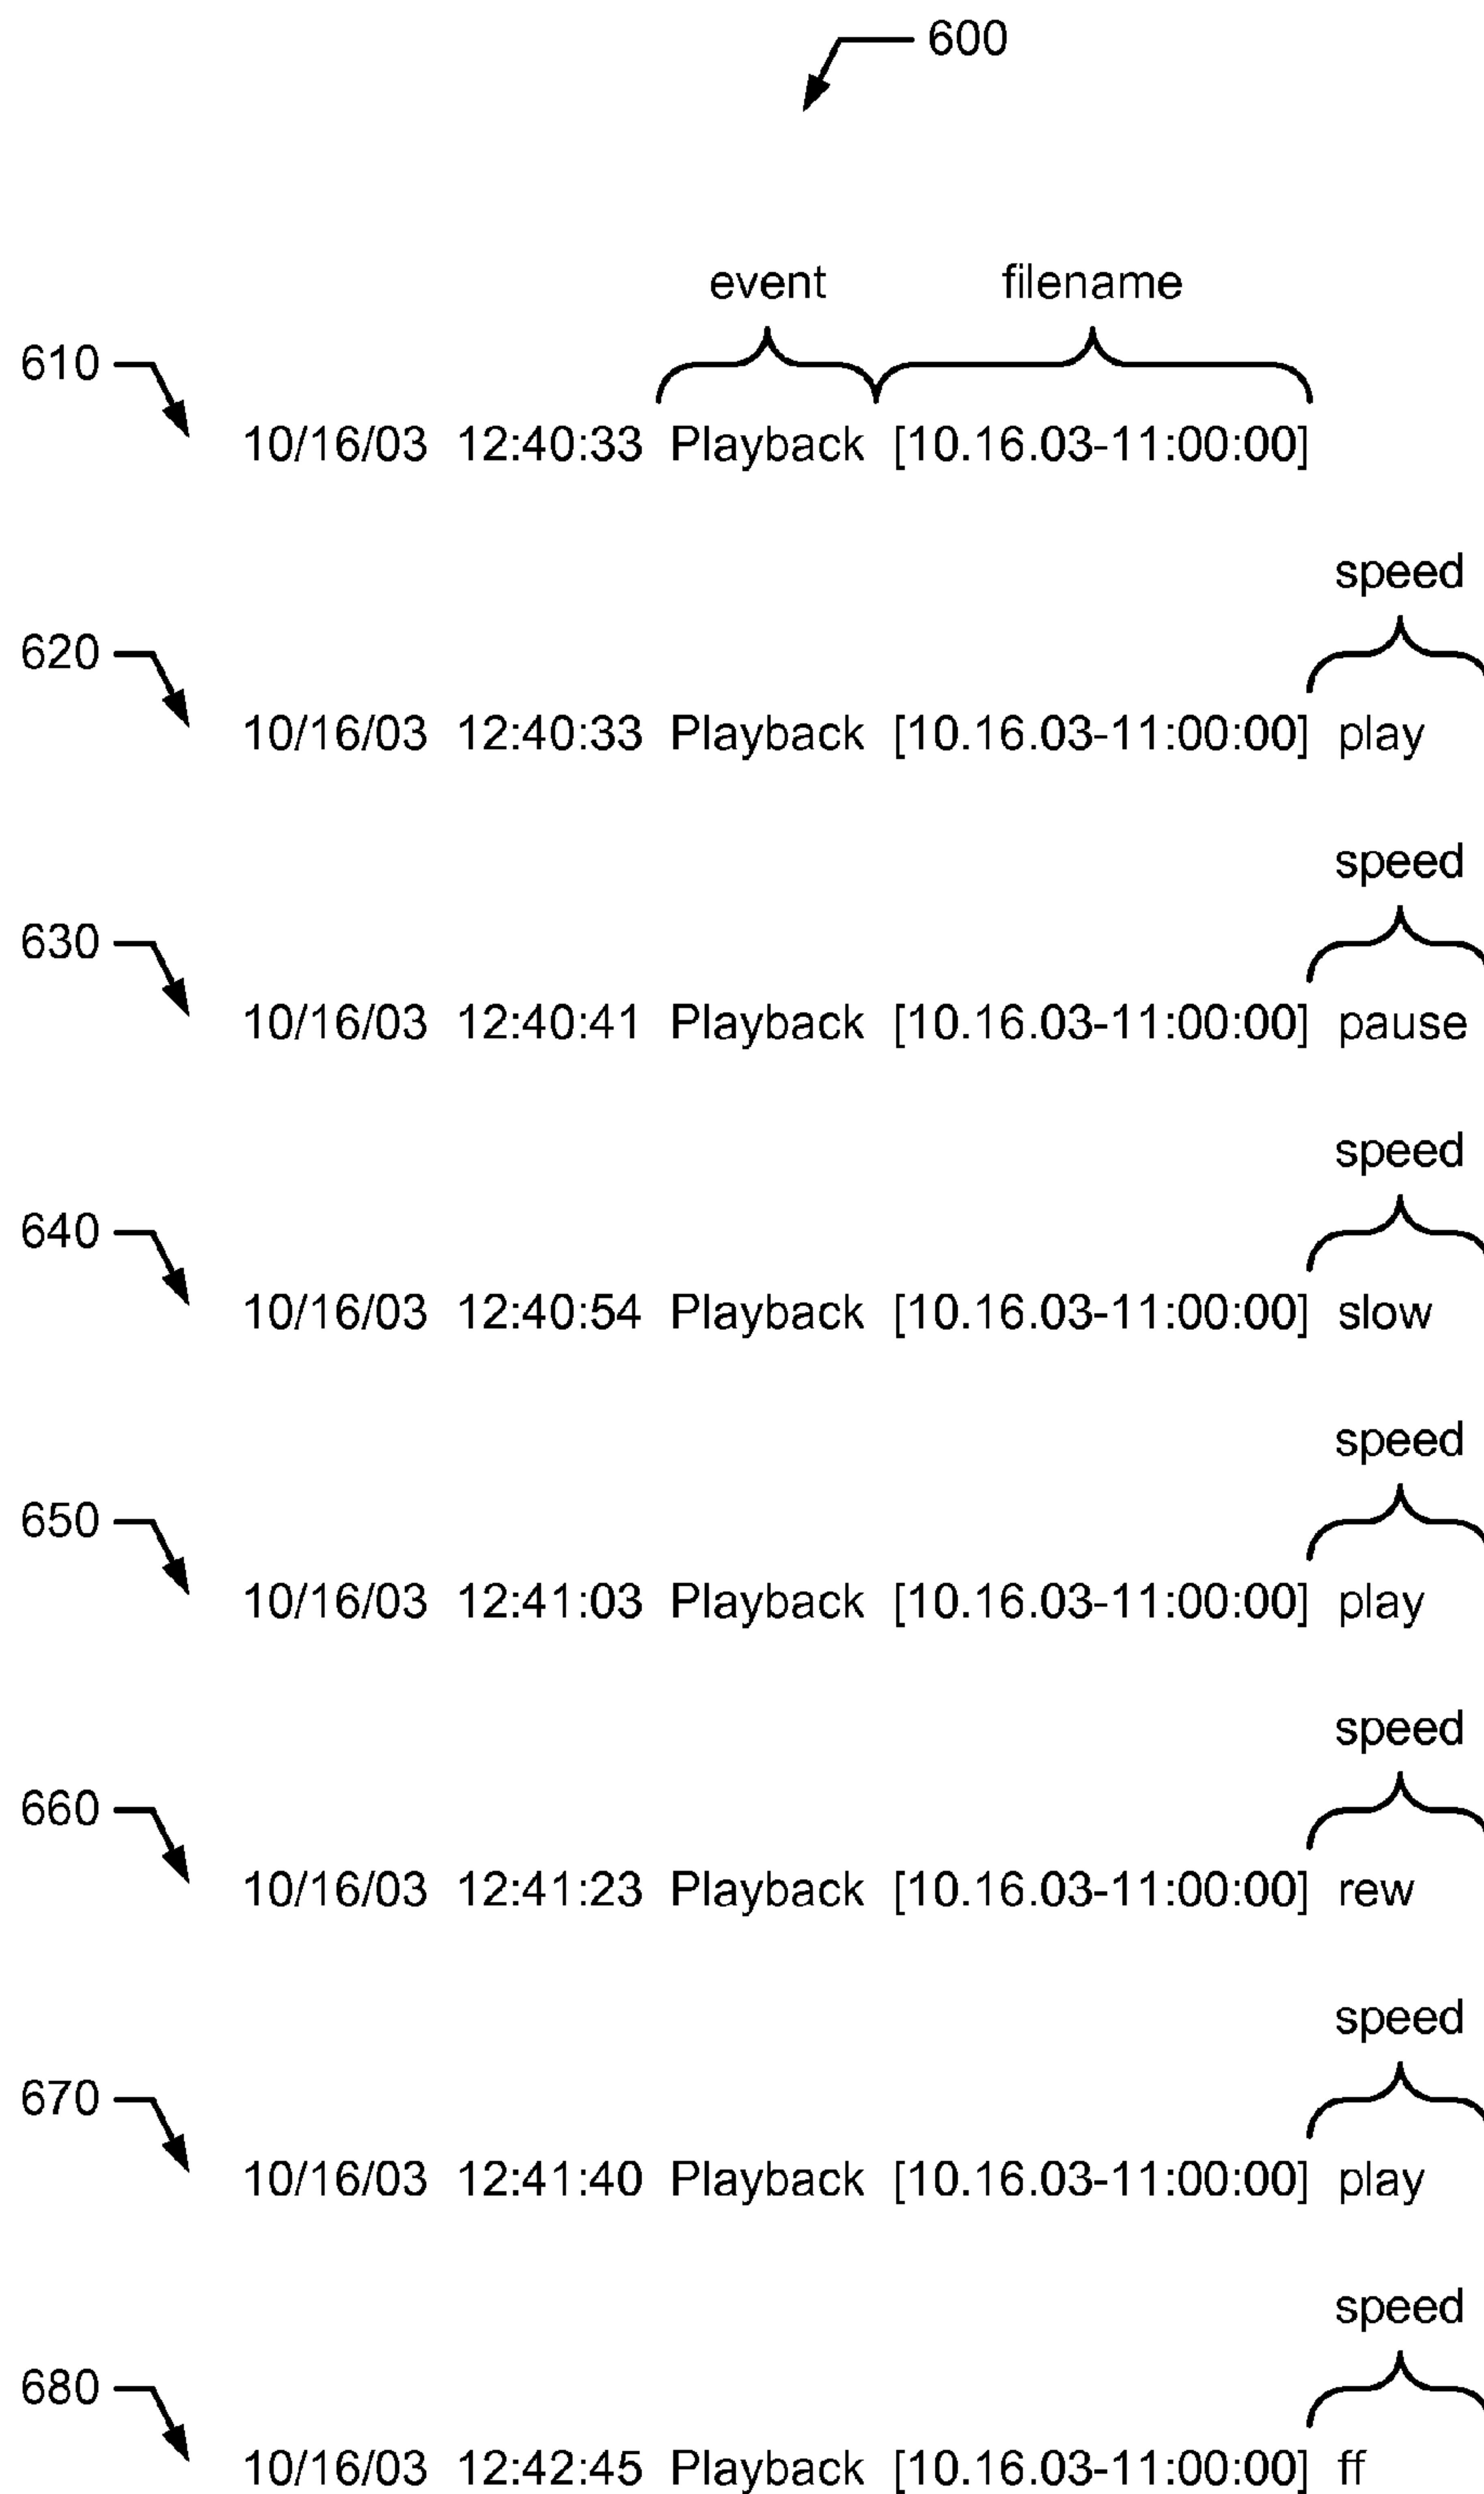 600
event filename
610
10/16/03 12:40:33 Playback [10.16.03-11:00:00]
speed
620
10/16/03 12:40:33 Playback [10.16.03-11:00:00] play
speed
630
10/16/03 12:40:41 Playback [10.16.03-11:00:00] pause
speed
640
10/16/03 12:40:54 Playback [10.16.03-11:00:00] slow
speed
650
10/16/03 12:41:03 Playback [10.16.03-11:00:00] play
speed
660
10/16/03 12:41:23 Playback [10.16.03-11:00:00] rew
speed
670
10/16/03 12:41:40 Playback [10.16.03-11:00:00] play
speed
680
10/16/03 12:42:45 Playback [10.16.03-11:00:00] ff